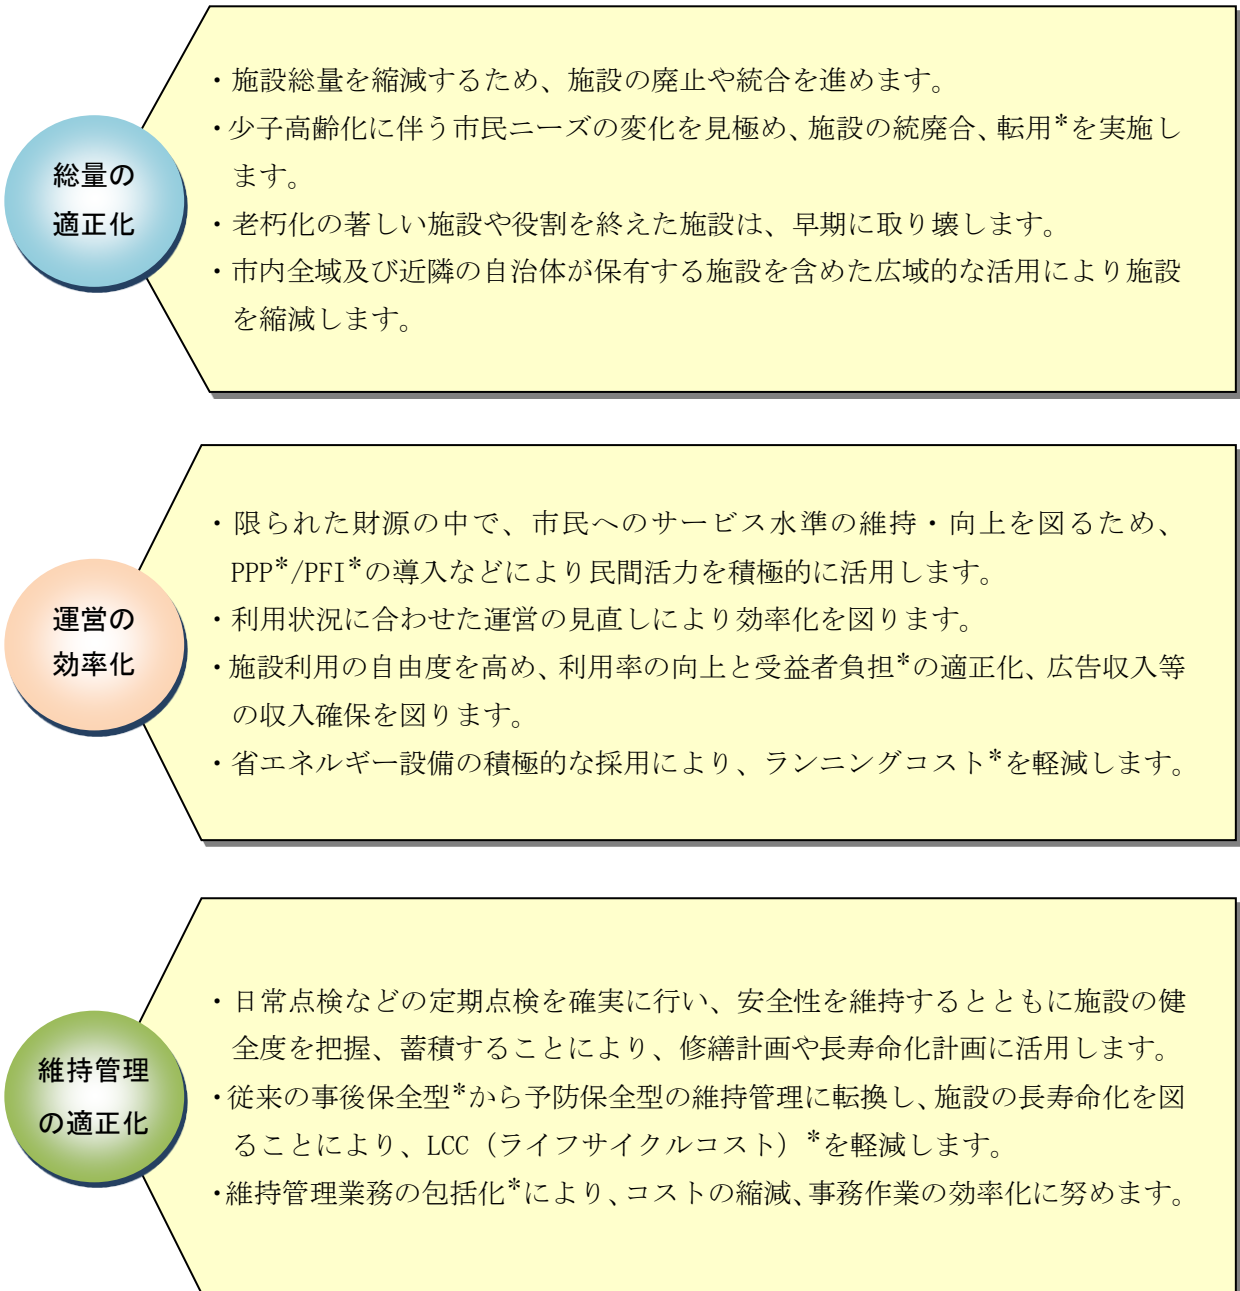 総量の
適正化
・施設総量を縮減するため、施設の廃止や統合を進めます。
・少子高齢化に伴う市民ニーズの変化を見極め、施設の統廃合、転用*を実施し
ます。
・老朽化の著しい施設や役割を終えた施設は、早期に取り壊します。
・市内全域及び近隣の自治体が保有する施設を含めた広域的な活用により施設
を縮減します。
運営の
効率化
・限られた財源の中で、市民へのサービス水準の維持・向上を図るため、
PPP*/PFI*の導入などにより民間活力を積極的に活用します。
・利用状況に合わせた運営の見直しにより効率化を図ります。
・施設利用の自由度を高め、利用率の向上と受益者負担*の適正化、広告収入等
の収入確保を図ります。
・省エネルギー設備の積極的な採用により、ランニングコスト*を軽減します。
維持管理
の適正化
・日常点検などの定期点検を確実に行い、安全性を維持するとともに施設の健
全度を把握、蓄積することにより、修繕計画や長寿命化計画に活用します。
・従来の事後保全型*から予防保全型の維持管理に転換し、施設の長寿命化を図
ることにより、LCC（ライフサイクルコスト）*を軽減します。
・維持管理業務の包括化*により、コストの縮減、事務作業の効率化に努めます。